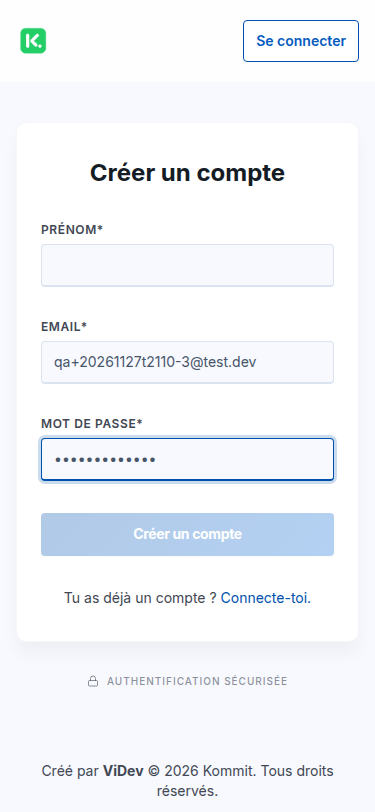 K.
Se connecter
Créer un compte
PRÉNOM*
EMAIL*
qa+20261127t2110-3@test.dev
MOT DE PASSE*
•••••••••••••
Créer un compte
Tu as déjà un compte ? Connecte-toi.
AUTHENTIFICATION SÉCURISÉE
Créé par ViDev © 2026 Kommit. Tous droits
réservés.